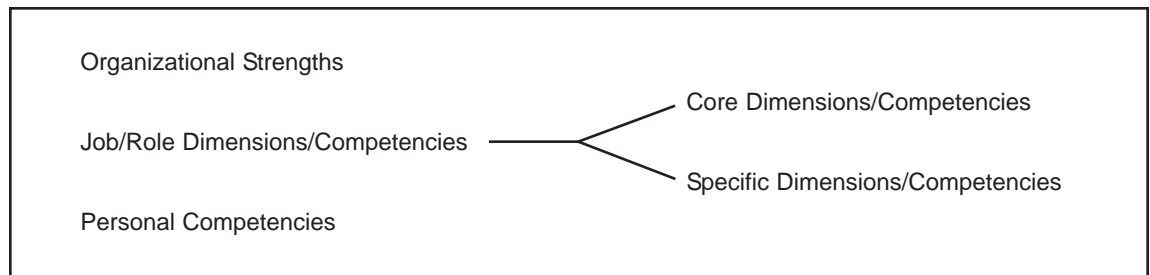 Organizational Strengths
Core Dimensions/Competencies
Job/Role Dimensions/Competencies
Specific Dimensions/Competencies
Personal Competencies